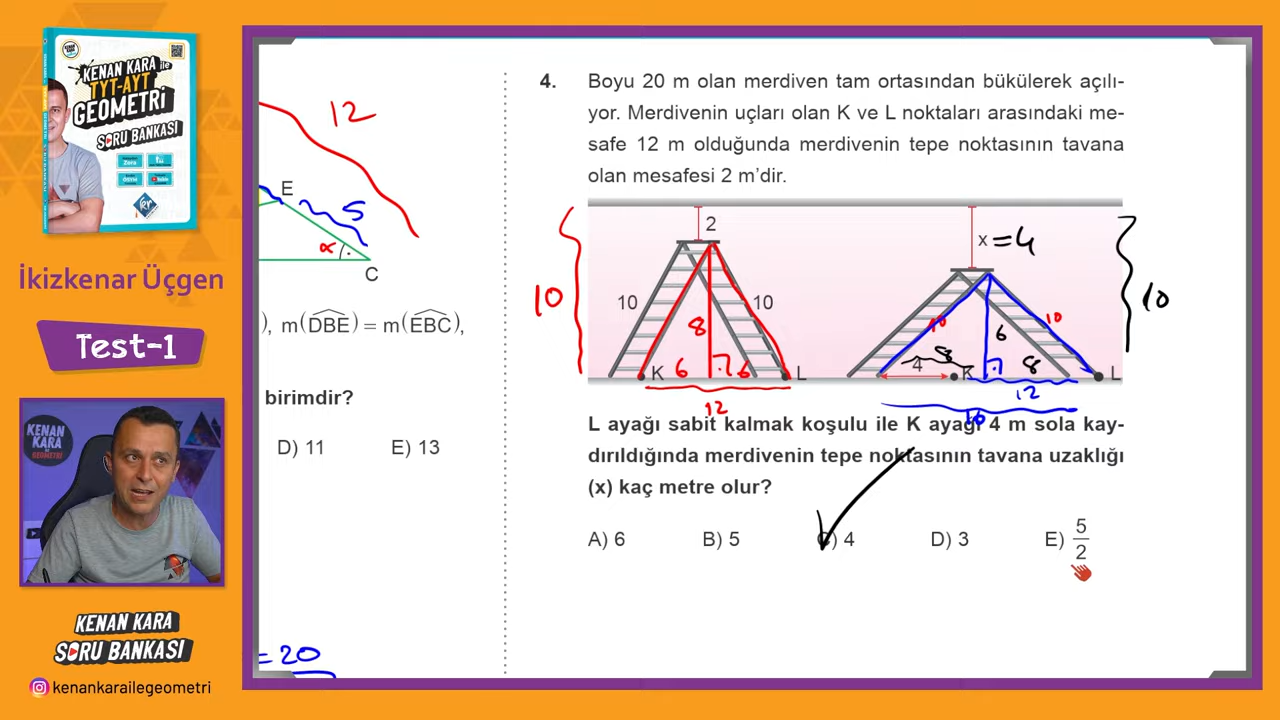 KENAN KARA ile
TYT-AYT
GEOMETRİ
SORU BANKASI
kr
İkizkenar Üçgen
Test-1
KENAN
KARA
GEOMETRİ
KENAN KARA
SORU BANKASI
kenankarailegeometri
12
E
5
α
C
), m(DBE) = m(EBC),
birimdir?
D) 11 E) 13
= 20
4. Boyu 20 m olan merdiven tam ortasından bükülerek açılı-
yor. Merdivenin uçları olan K ve L noktaları arasındaki me-
safe 12 m olduğunda merdivenin tepe noktasının tavana
olan mesafesi 2 m'dir.
2
10
10 10
8
K 6 6 L
12
x = 4
10
10 10
6
8
4 K 8 L
12
16
L ayağı sabit kalmak koşulu ile K ayağı 4 m sola kay-
dırıldığında merdivenin tepe noktasının tavana uzaklığı
(x) kaç metre olur?
A) 6 B) 5 C) 4 D) 3 E) 5/2